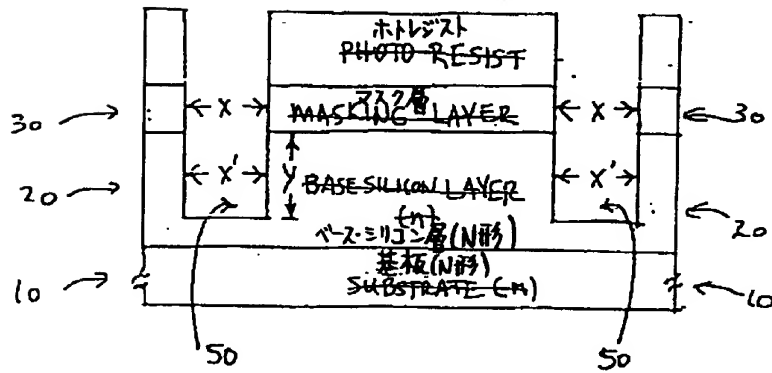 ホトレジスト
PHOTO RESIST
30 X マスク層 X 30
MASKING LAYER
20 X' Y BASE SILICON LAYER X' 20
(n)
ベース・シリコン層(N形)
10 基板(N形) 10
SUBSTRATE (n)
50 50